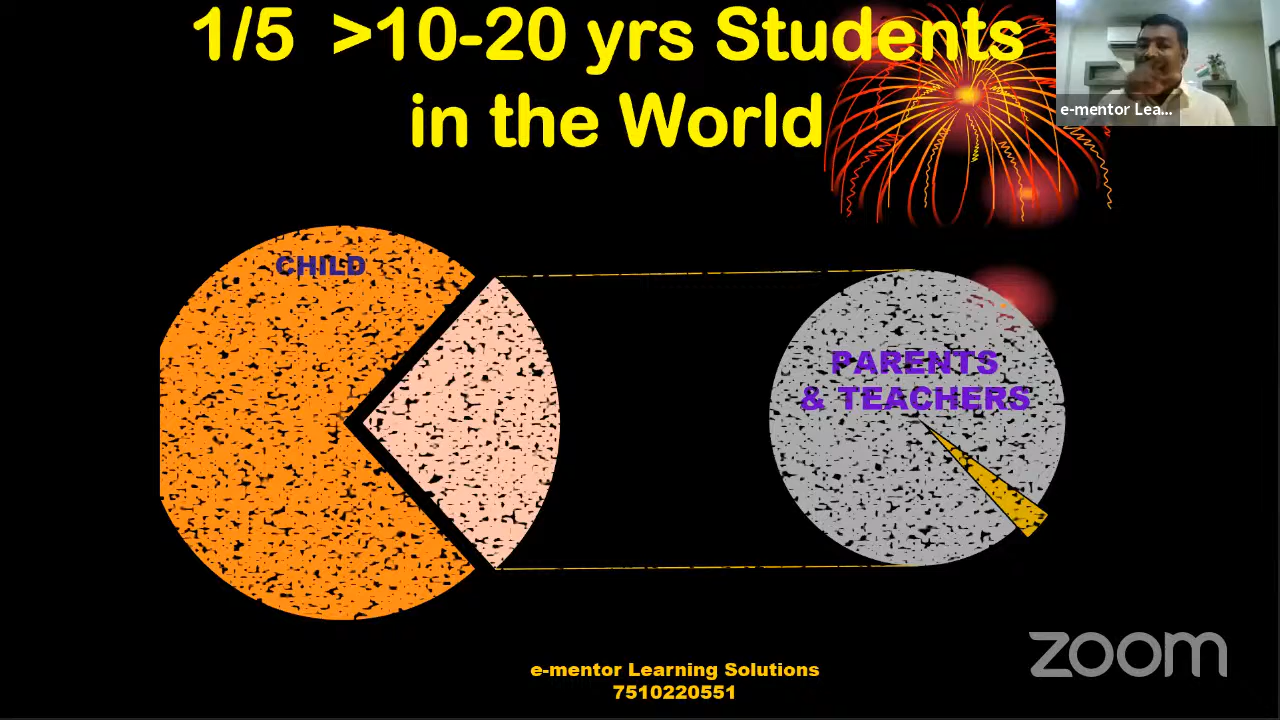 1/5 >10-20 yrs Students
in the World
e-mentor Lea...
CHILD
PARENTS
& TEACHERS
zoom
e-mentor Learning Solutions
7510220551